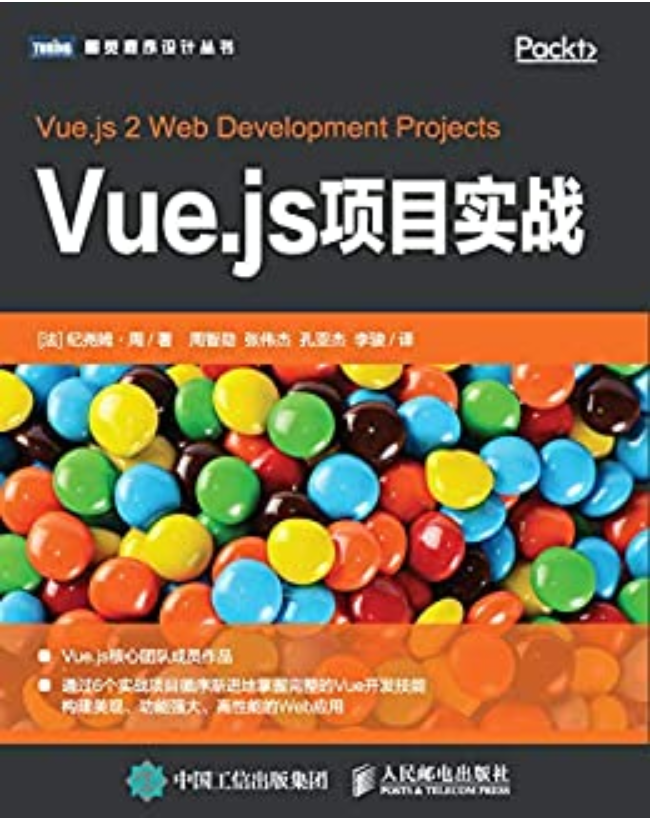 TURING 图灵程序设计丛书
Packt>
Vue.js 2 Web Development Projects
Vue.js项目实战
[法] 纪尧姆·周 / 著 周智勋 张伟杰 孔亚杰 李骏 / 译
Vue.js核心团队成员作品
通过6个实战项目循序渐进地掌握完整的Vue开发技能
构建美观、功能强大、高性能的Web应用
中国工信出版集团
人民邮电出版社
POSTS & TELECOM PRESS